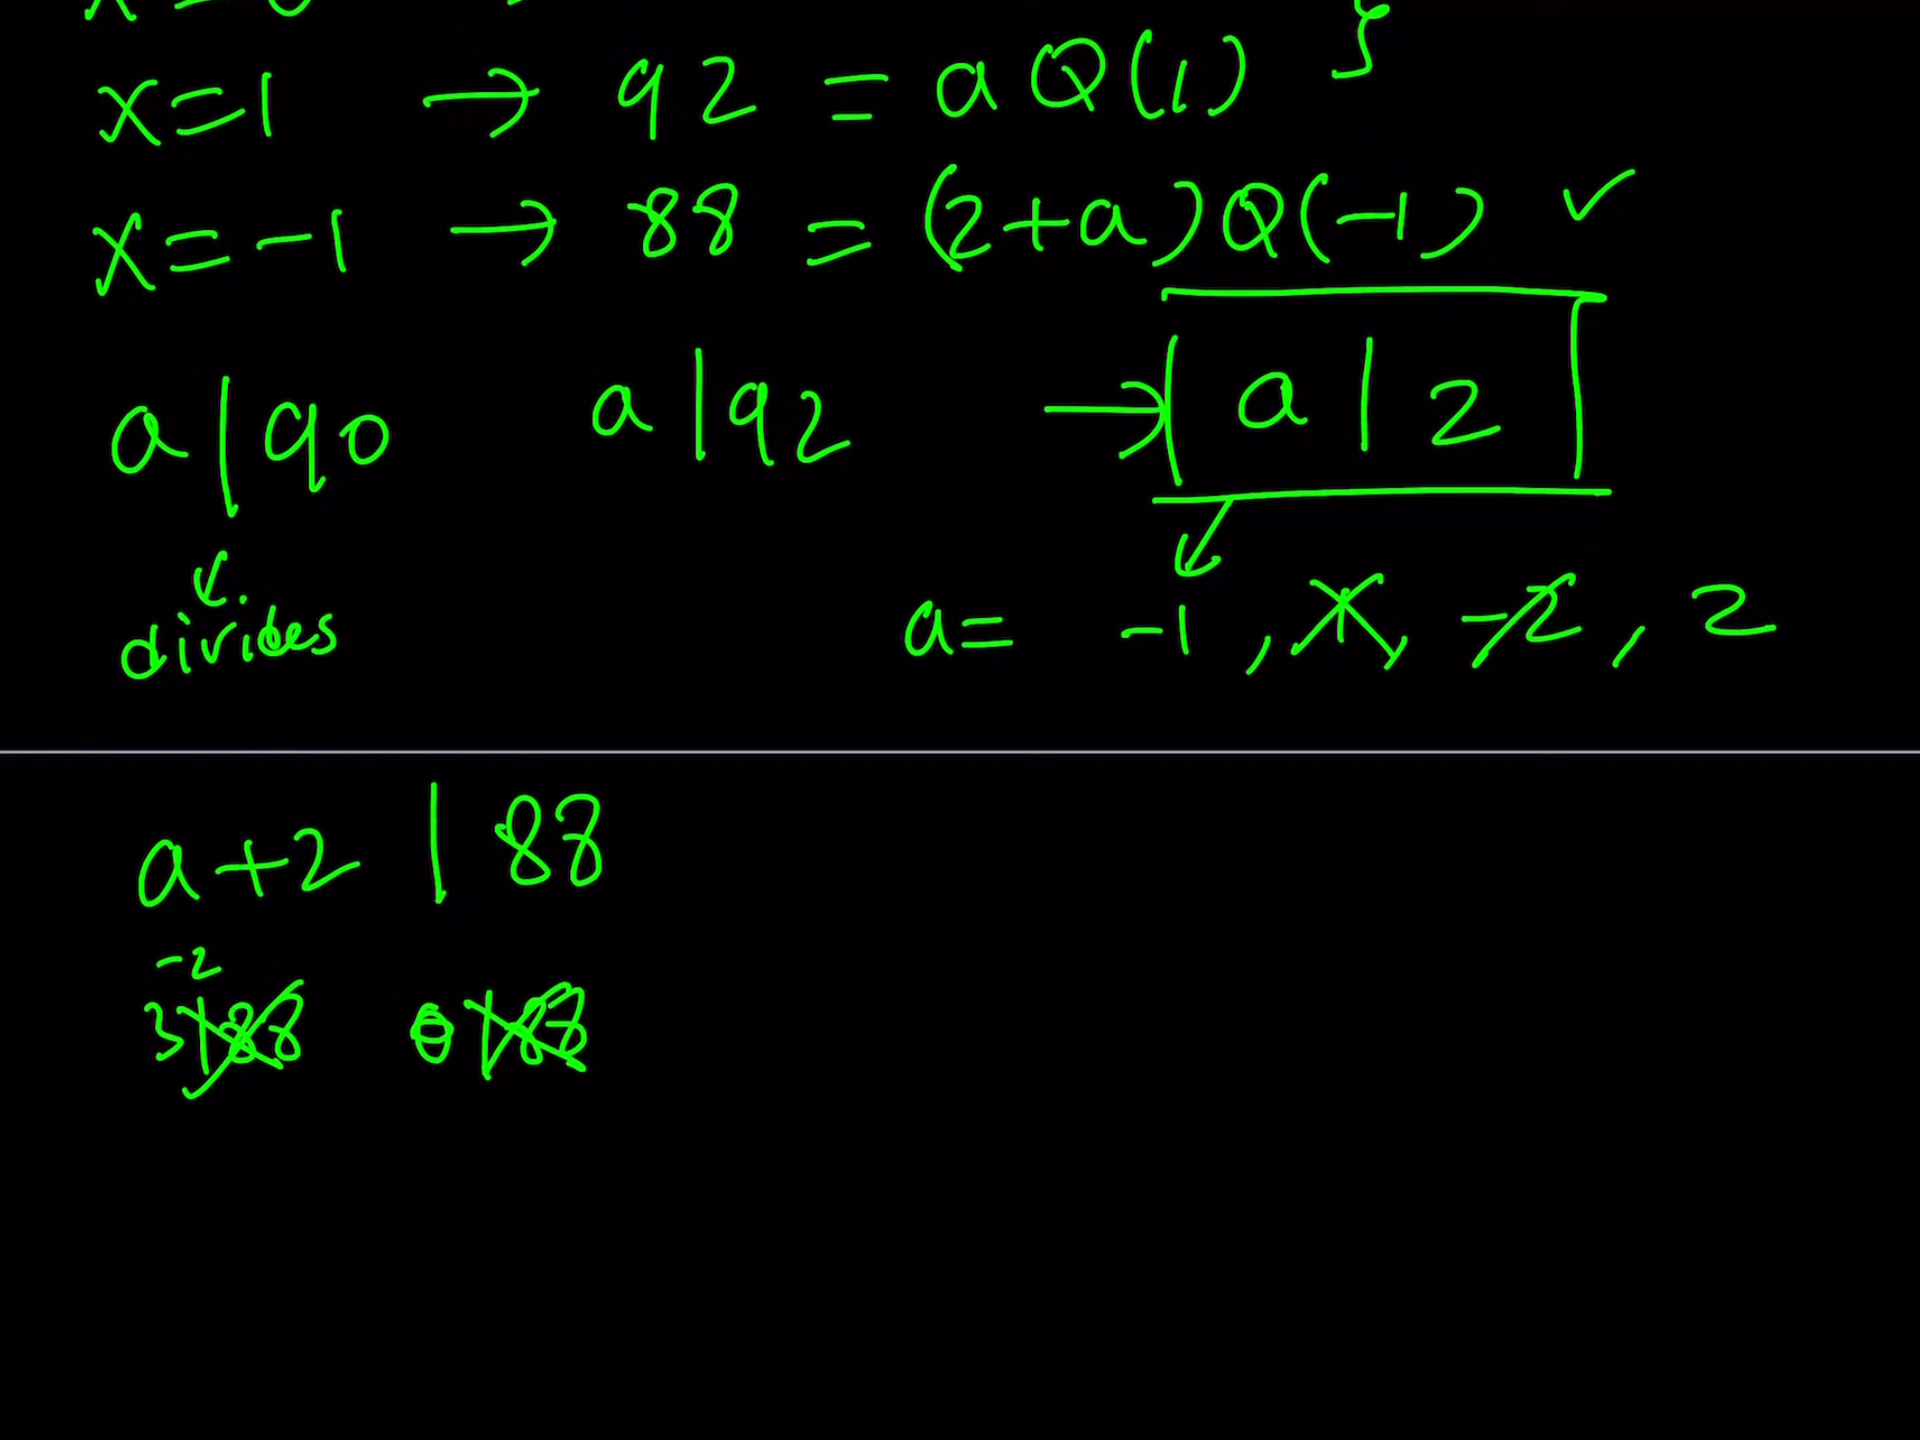 x=0
x=1 → 92 = aQ(1) }
x=-1 → 88 = (2+a)Q(-1) ✓
a|90 a|92 → a|2
↓
divides
a= -1, 1, -2, 2
a+2 | 88
-2
3|88 0|88